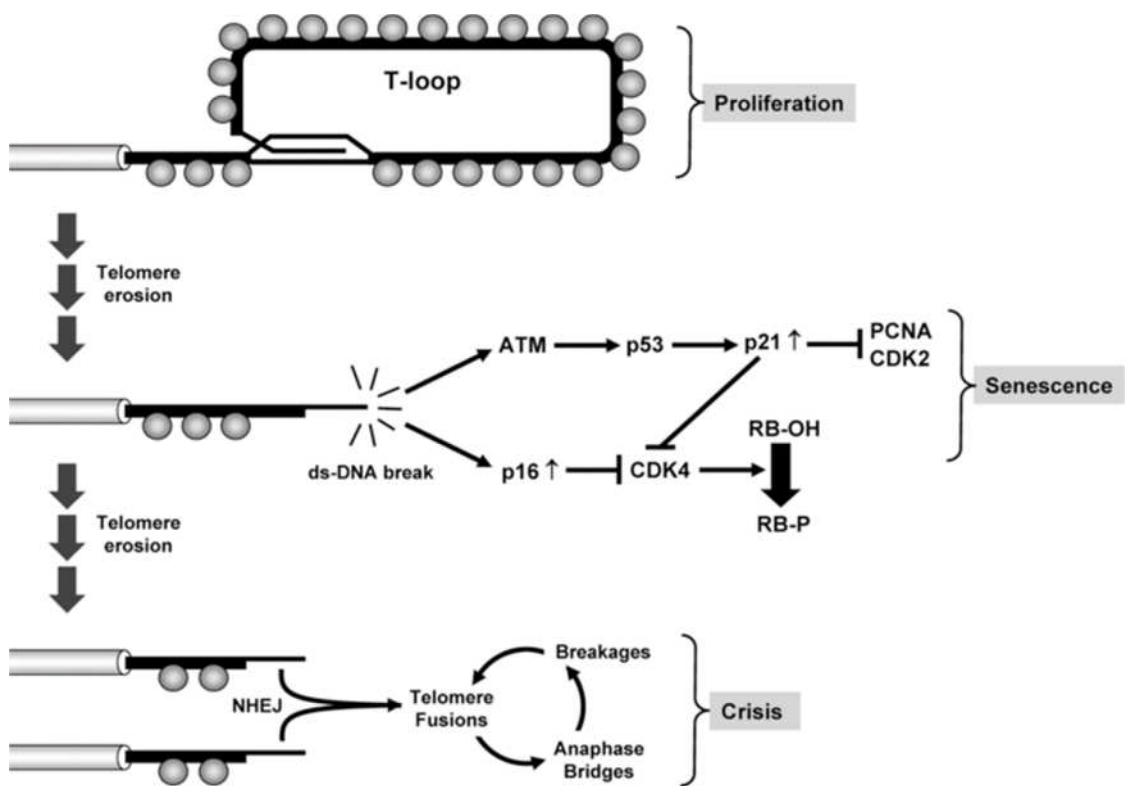 T-loop
Proliferation
Telomere
erosion
ATM
p53
p21 ↑
PCNA
CDK2
Senescence
RB-OH
ds-DNA break
p16 ↑
CDK4
RB-P
Telomere
erosion
Breakages
NHEJ
Telomere
Fusions
Crisis
Anaphase
Bridges